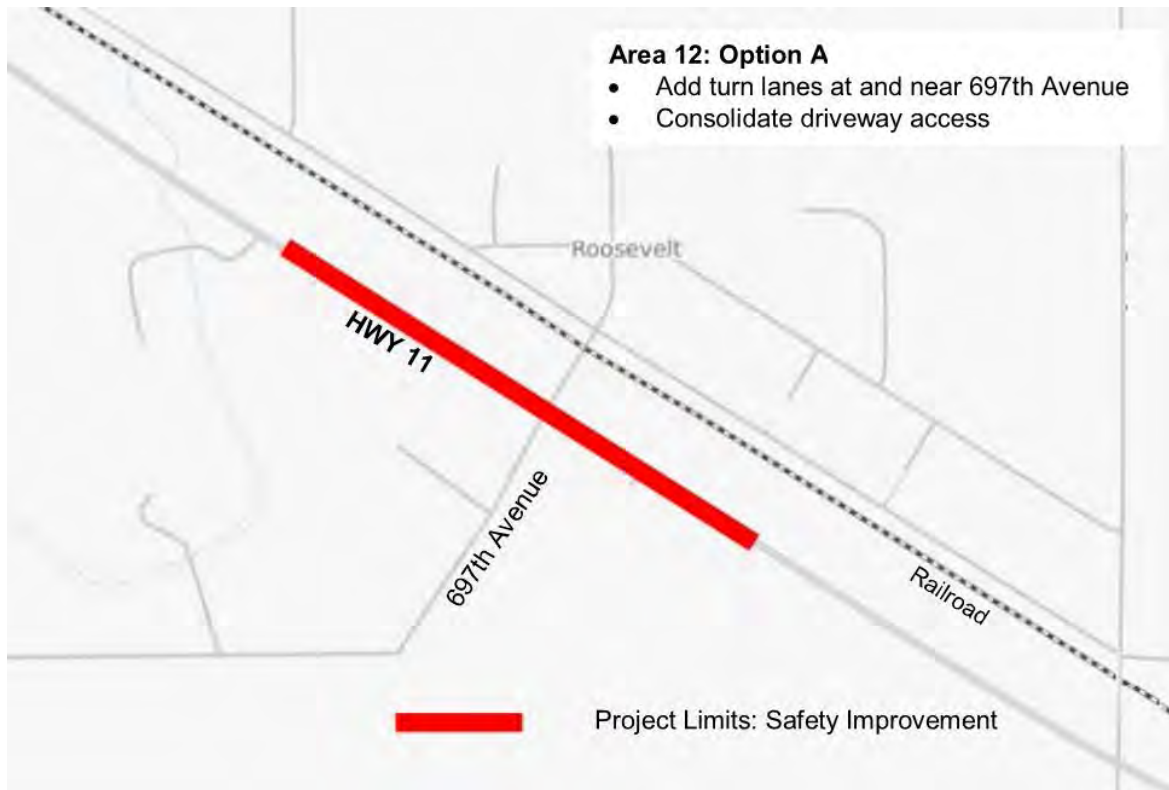 Area 12: Option A
• Add turn lanes at and near 697th Avenue
• Consolidate driveway access
Roosevelt
HWY 11
697th Avenue
Railroad
Project Limits: Safety Improvement